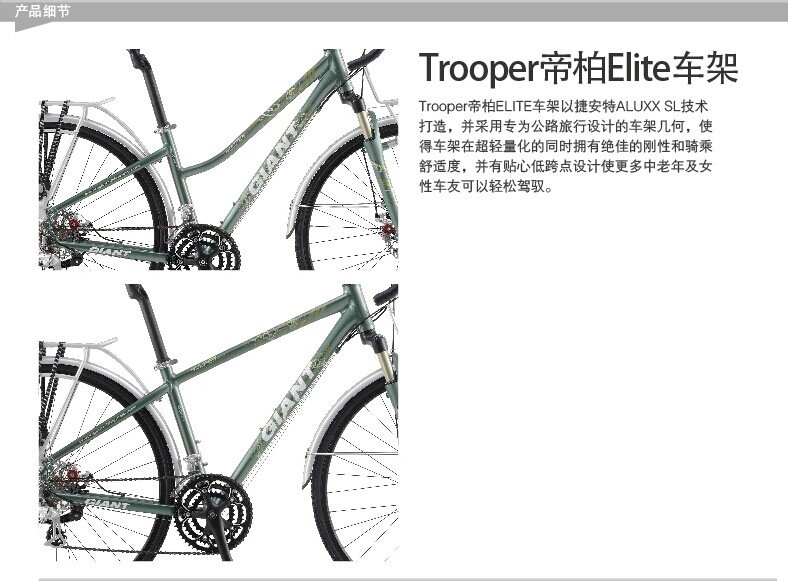 产品细节
Trooper帝柏Elite车架
Trooper帝柏ELITE车架以捷安特ALUXX SL技术
打造，并采用专为公路旅行设计的车架几何，使
得车架在超轻量化的同时拥有绝佳的刚性和骑乘
舒适度，并有贴心低跨点设计使更多中老年及女
性车友可以轻松驾驭。
GIANT
GIANT
GIANT
GIANT